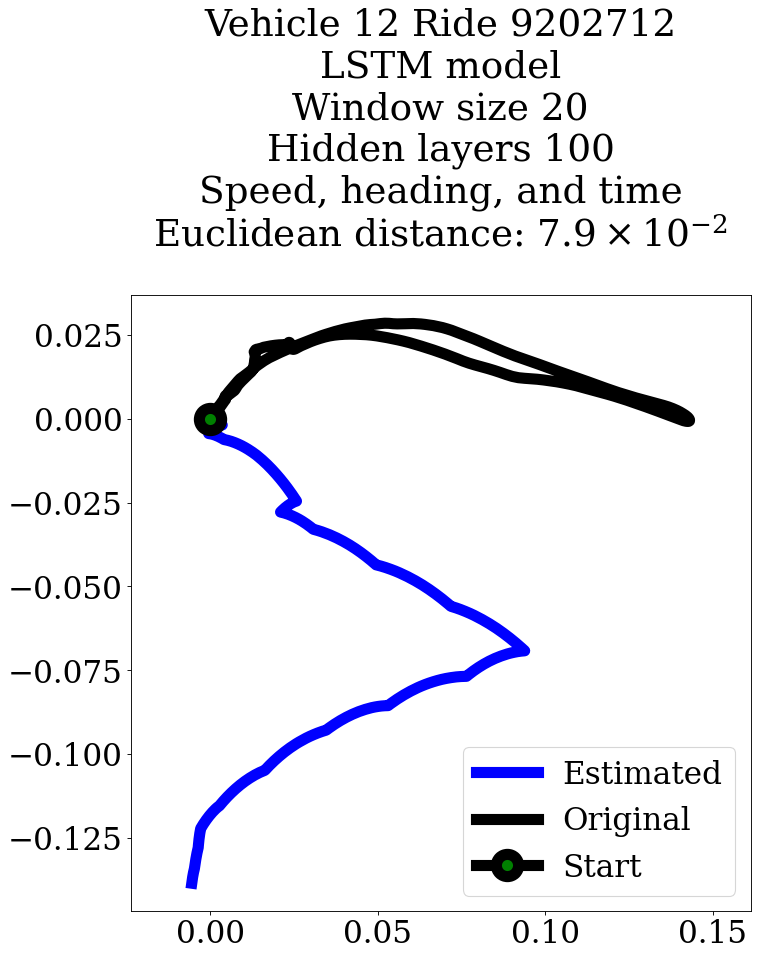 Vehicle 12 Ride 9202712
LSTM model
Window size 20
Hidden layers 100
Speed, heading, and time
Euclidean distance: 7.9 × 10⁻²
0.025
0.000
−0.025
−0.050
−0.075
−0.100
−0.125
Estimated
Original
Start
0.00 0.05 0.10 0.15